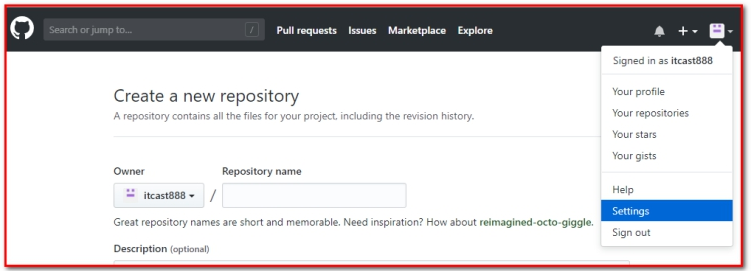 Search or jump to... /
Pull requests Issues Marketplace Explore
Signed in as itcast888
Your profile
Your repositories
Your stars
Your gists
Help
Settings
Sign out
Create a new repository
A repository contains all the files for your project, including the revision history.
Owner Repository name
itcast888 /
Great repository names are short and memorable. Need inspiration? How about reimagined-octo-giggle.
Description (optional)